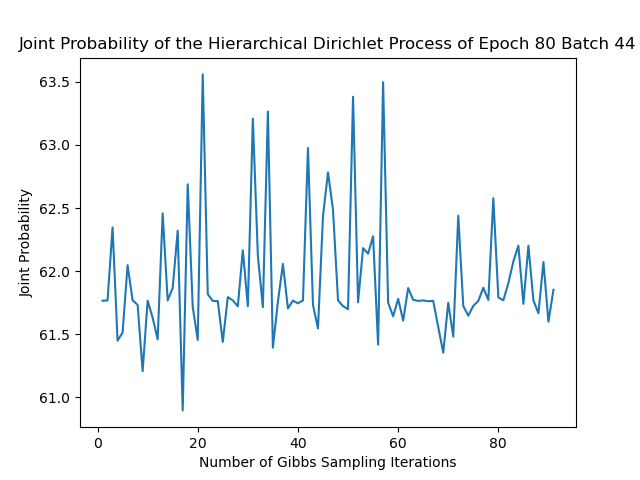 Joint Probability of the Hierarchical Dirichlet Process of Epoch 80 Batch 44
63.5
63.0
62.5
62.0
61.5
61.0
Joint Probability
0 20 40 60 80
Number of Gibbs Sampling Iterations